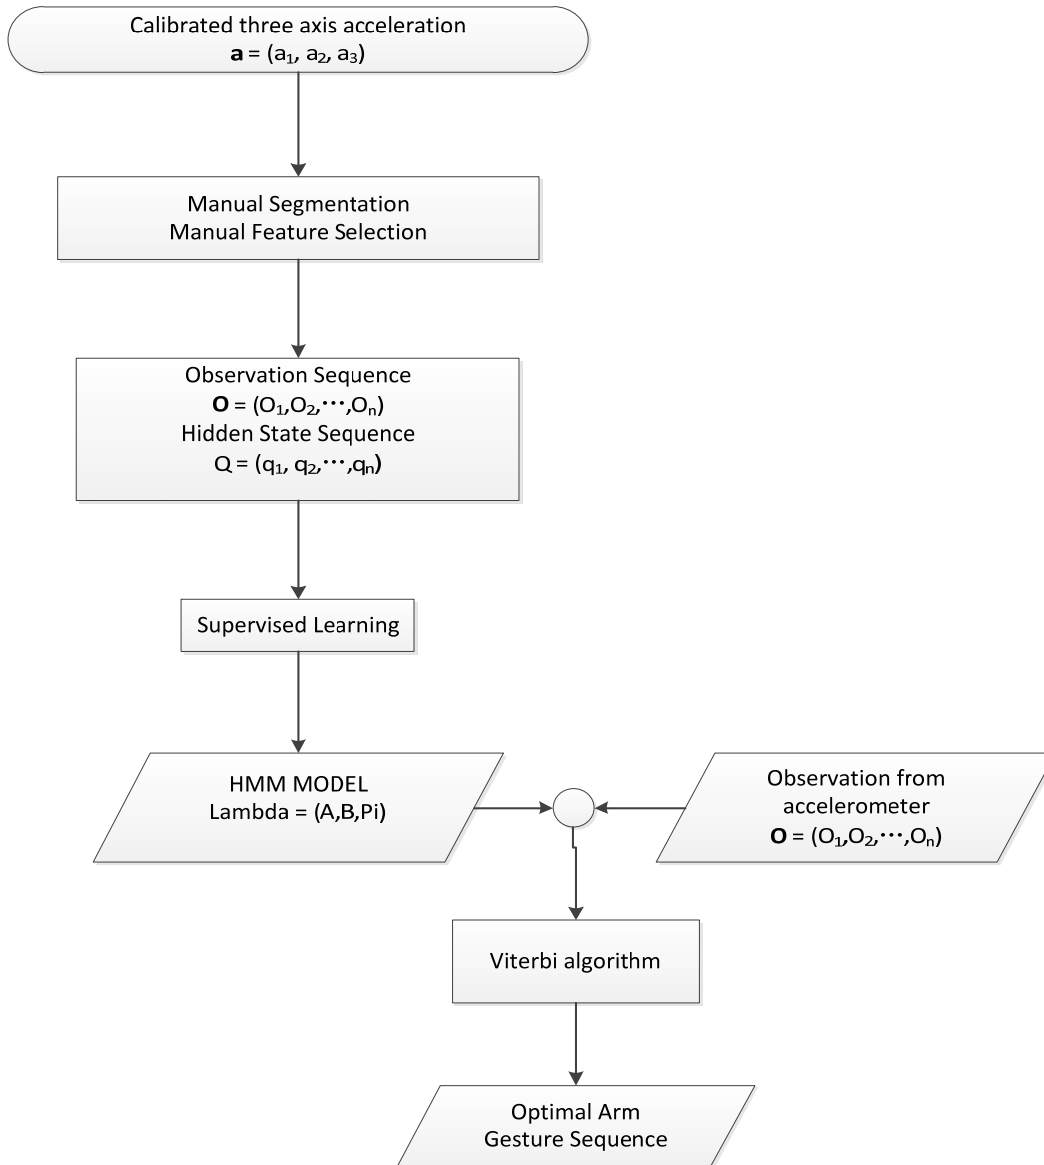 Calibrated three axis acceleration
a = (a₁, a₂, a₃)
Manual Segmentation
Manual Feature Selection
Observation Sequence
O = (O₁,O₂,⋯,Oₙ)
Hidden State Sequence
Q = (q₁, q₂,⋯,qₙ)
Supervised Learning
HMM MODEL
Lambda = (A,B,Pi)
Observation from
accelerometer
O = (O₁,O₂,⋯,Oₙ)
Viterbi algorithm
Optimal Arm
Gesture Sequence